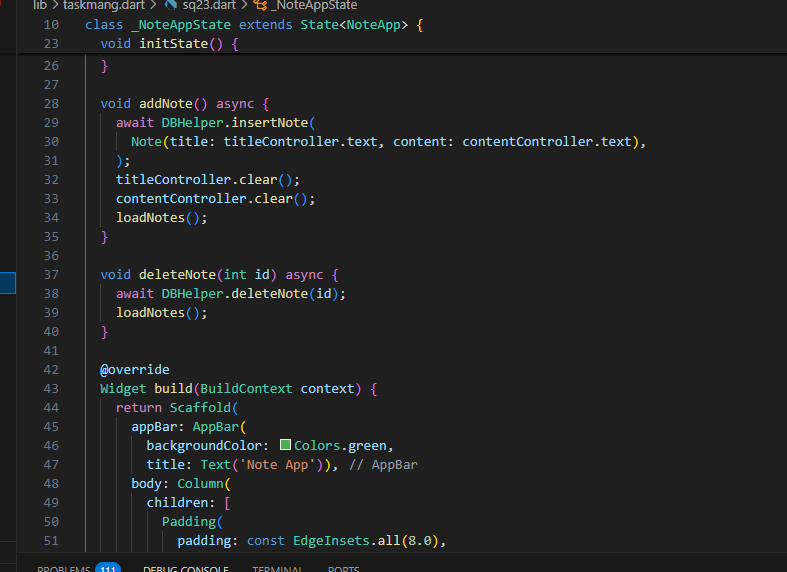 lib > taskmang.dart > sq23.dart > _NoteAppState
10 class _NoteAppState extends State<NoteApp> {
23 void initState() {
26 }
27
28 void addNote() async {
29 await DBHelper.insertNote(
30 Note(title: titleController.text, content: contentController.text),
31 );
32 titleController.clear();
33 contentController.clear();
34 loadNotes();
35 }
36
37 void deleteNote(int id) async {
38 await DBHelper.deleteNote(id);
39 loadNotes();
40 }
41
42 @override
43 Widget build(BuildContext context) {
44 return Scaffold(
45 appBar: AppBar(
46 backgroundColor: Colors.green,
47 title: Text('Note App')), // AppBar
48 body: Column(
49 children: [
50 Padding(
51 padding: const EdgeInsets.all(8.0),
PROBLEMS 111 DEBUG CONSOLE TERMINAL PORTS